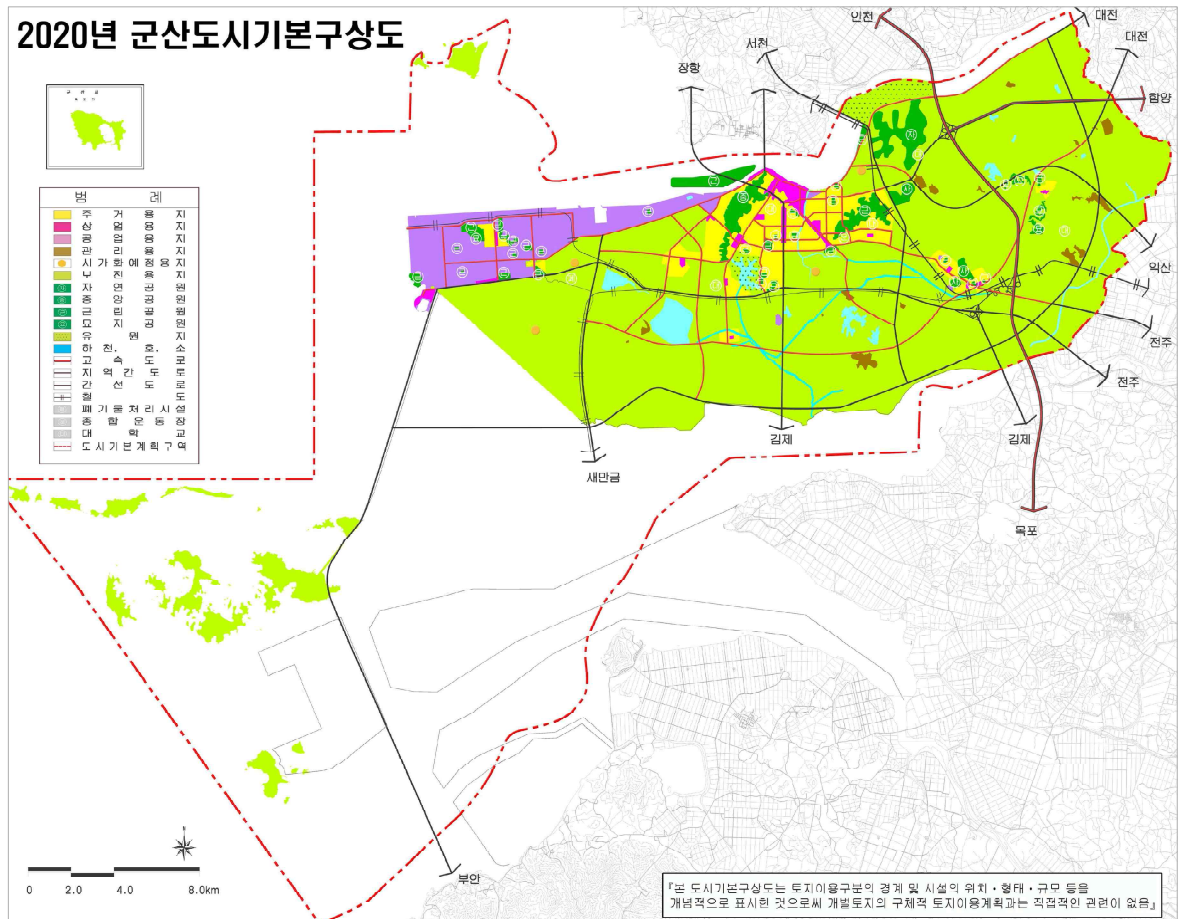 2020년 군산도시기본구상도
인천
대전
대전
서천
장항
함양
범 례
주 거 용 지
상 업 용 지
공 업 용 지
관 리 용 지
시 가 화 예 정 용 지
보 전 용 지
자 연 공 원
중 앙 공 원
근 린 공 원
묘 지 공 원
유 원 지
하 천, 호, 소
고 속 도 로
지 역 간 도 로
간 선 도 로
철 도
폐 기 물 처 리 시 설
종 합 운 동 장
대 학 교
도 시 기 본 계 획 구 역
익산
전주
전주
김제
김제
새만금
목포
부안
0 2.0 4.0 8.0km
『본 도시기본구상도는 토지이용구분의 경계 및 시설의 위치·형태·규모 등을
개념적으로 표시한 것으로써 개별토지의 구체적 토지이용계획과는 직접적인 관련이 없음』